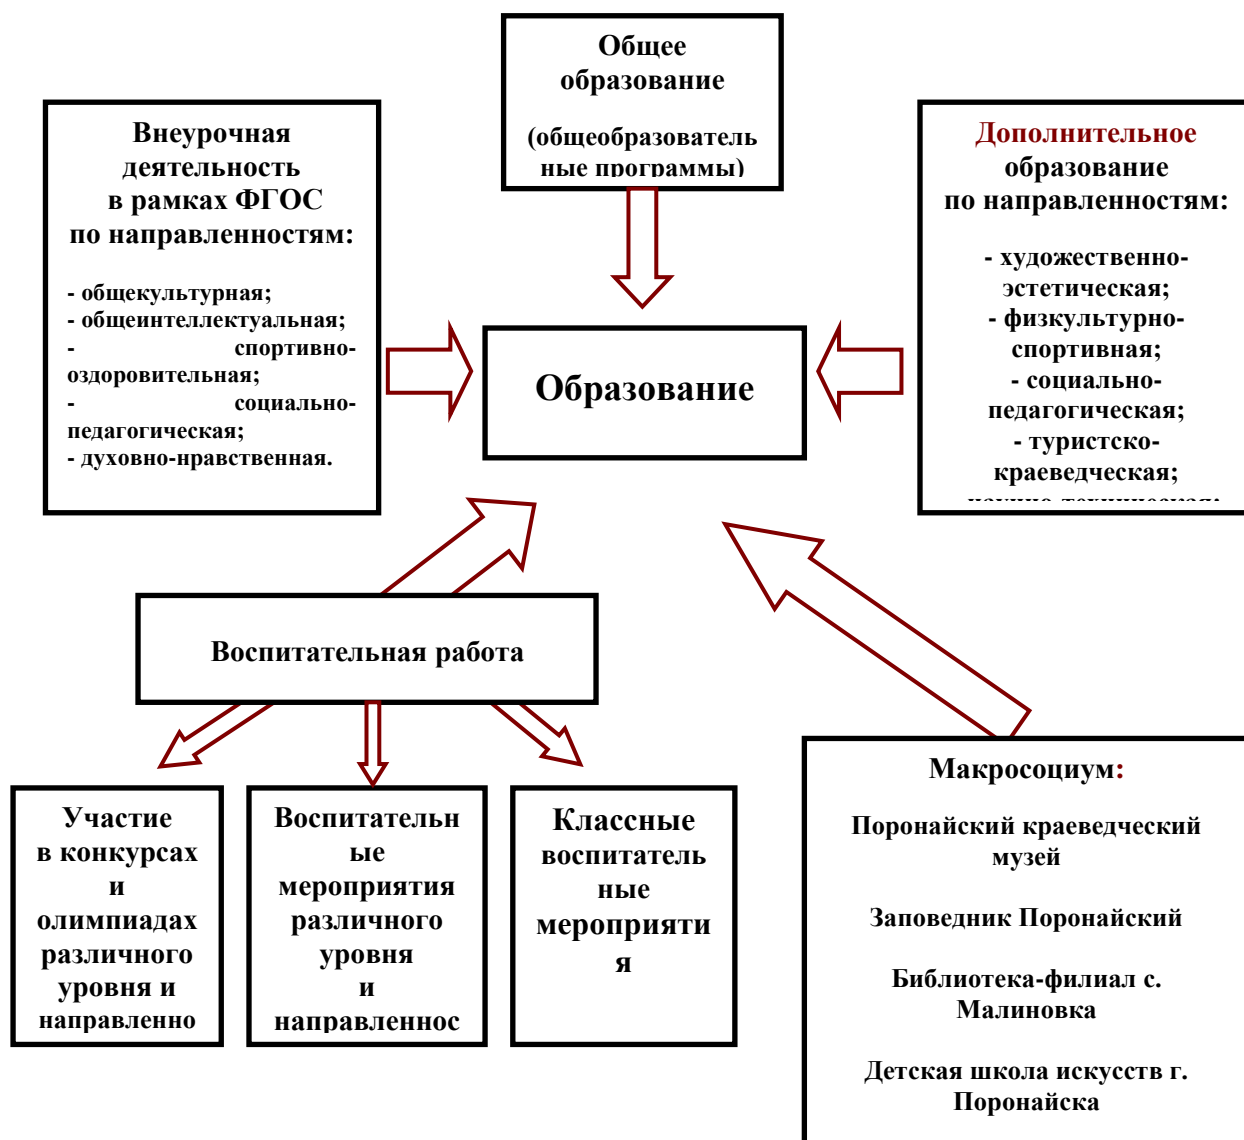 Общее
образование
(общеобразователь
ные программы)
Внеурочная
деятельность
в рамках ФГОС
по направленностям:
- общекультурная;
- общеинтеллектуальная;
- спортивно-
оздоровительная;
- социально-
педагогическая;
- духовно-нравственная.
Дополнительное
образование
по направленностям:
- художественно-
эстетическая;
- физкультурно-
спортивная;
- социально-
педагогическая;
- туристско-
краеведческая;
Образование
Воспитательная работа
Участие
в конкурсах
и
олимпиадах
различного
уровня и
направленно
Воспитательн
ые
мероприятия
различного
уровня
и
направленнос
Классные
воспитатель
ные
мероприяти
я
Макросоциум:
Поронайский краеведческий
музей
Заповедник Поронайский
Библиотека-филиал с.
Малиновка
Детская школа искусств г.
Поронайска